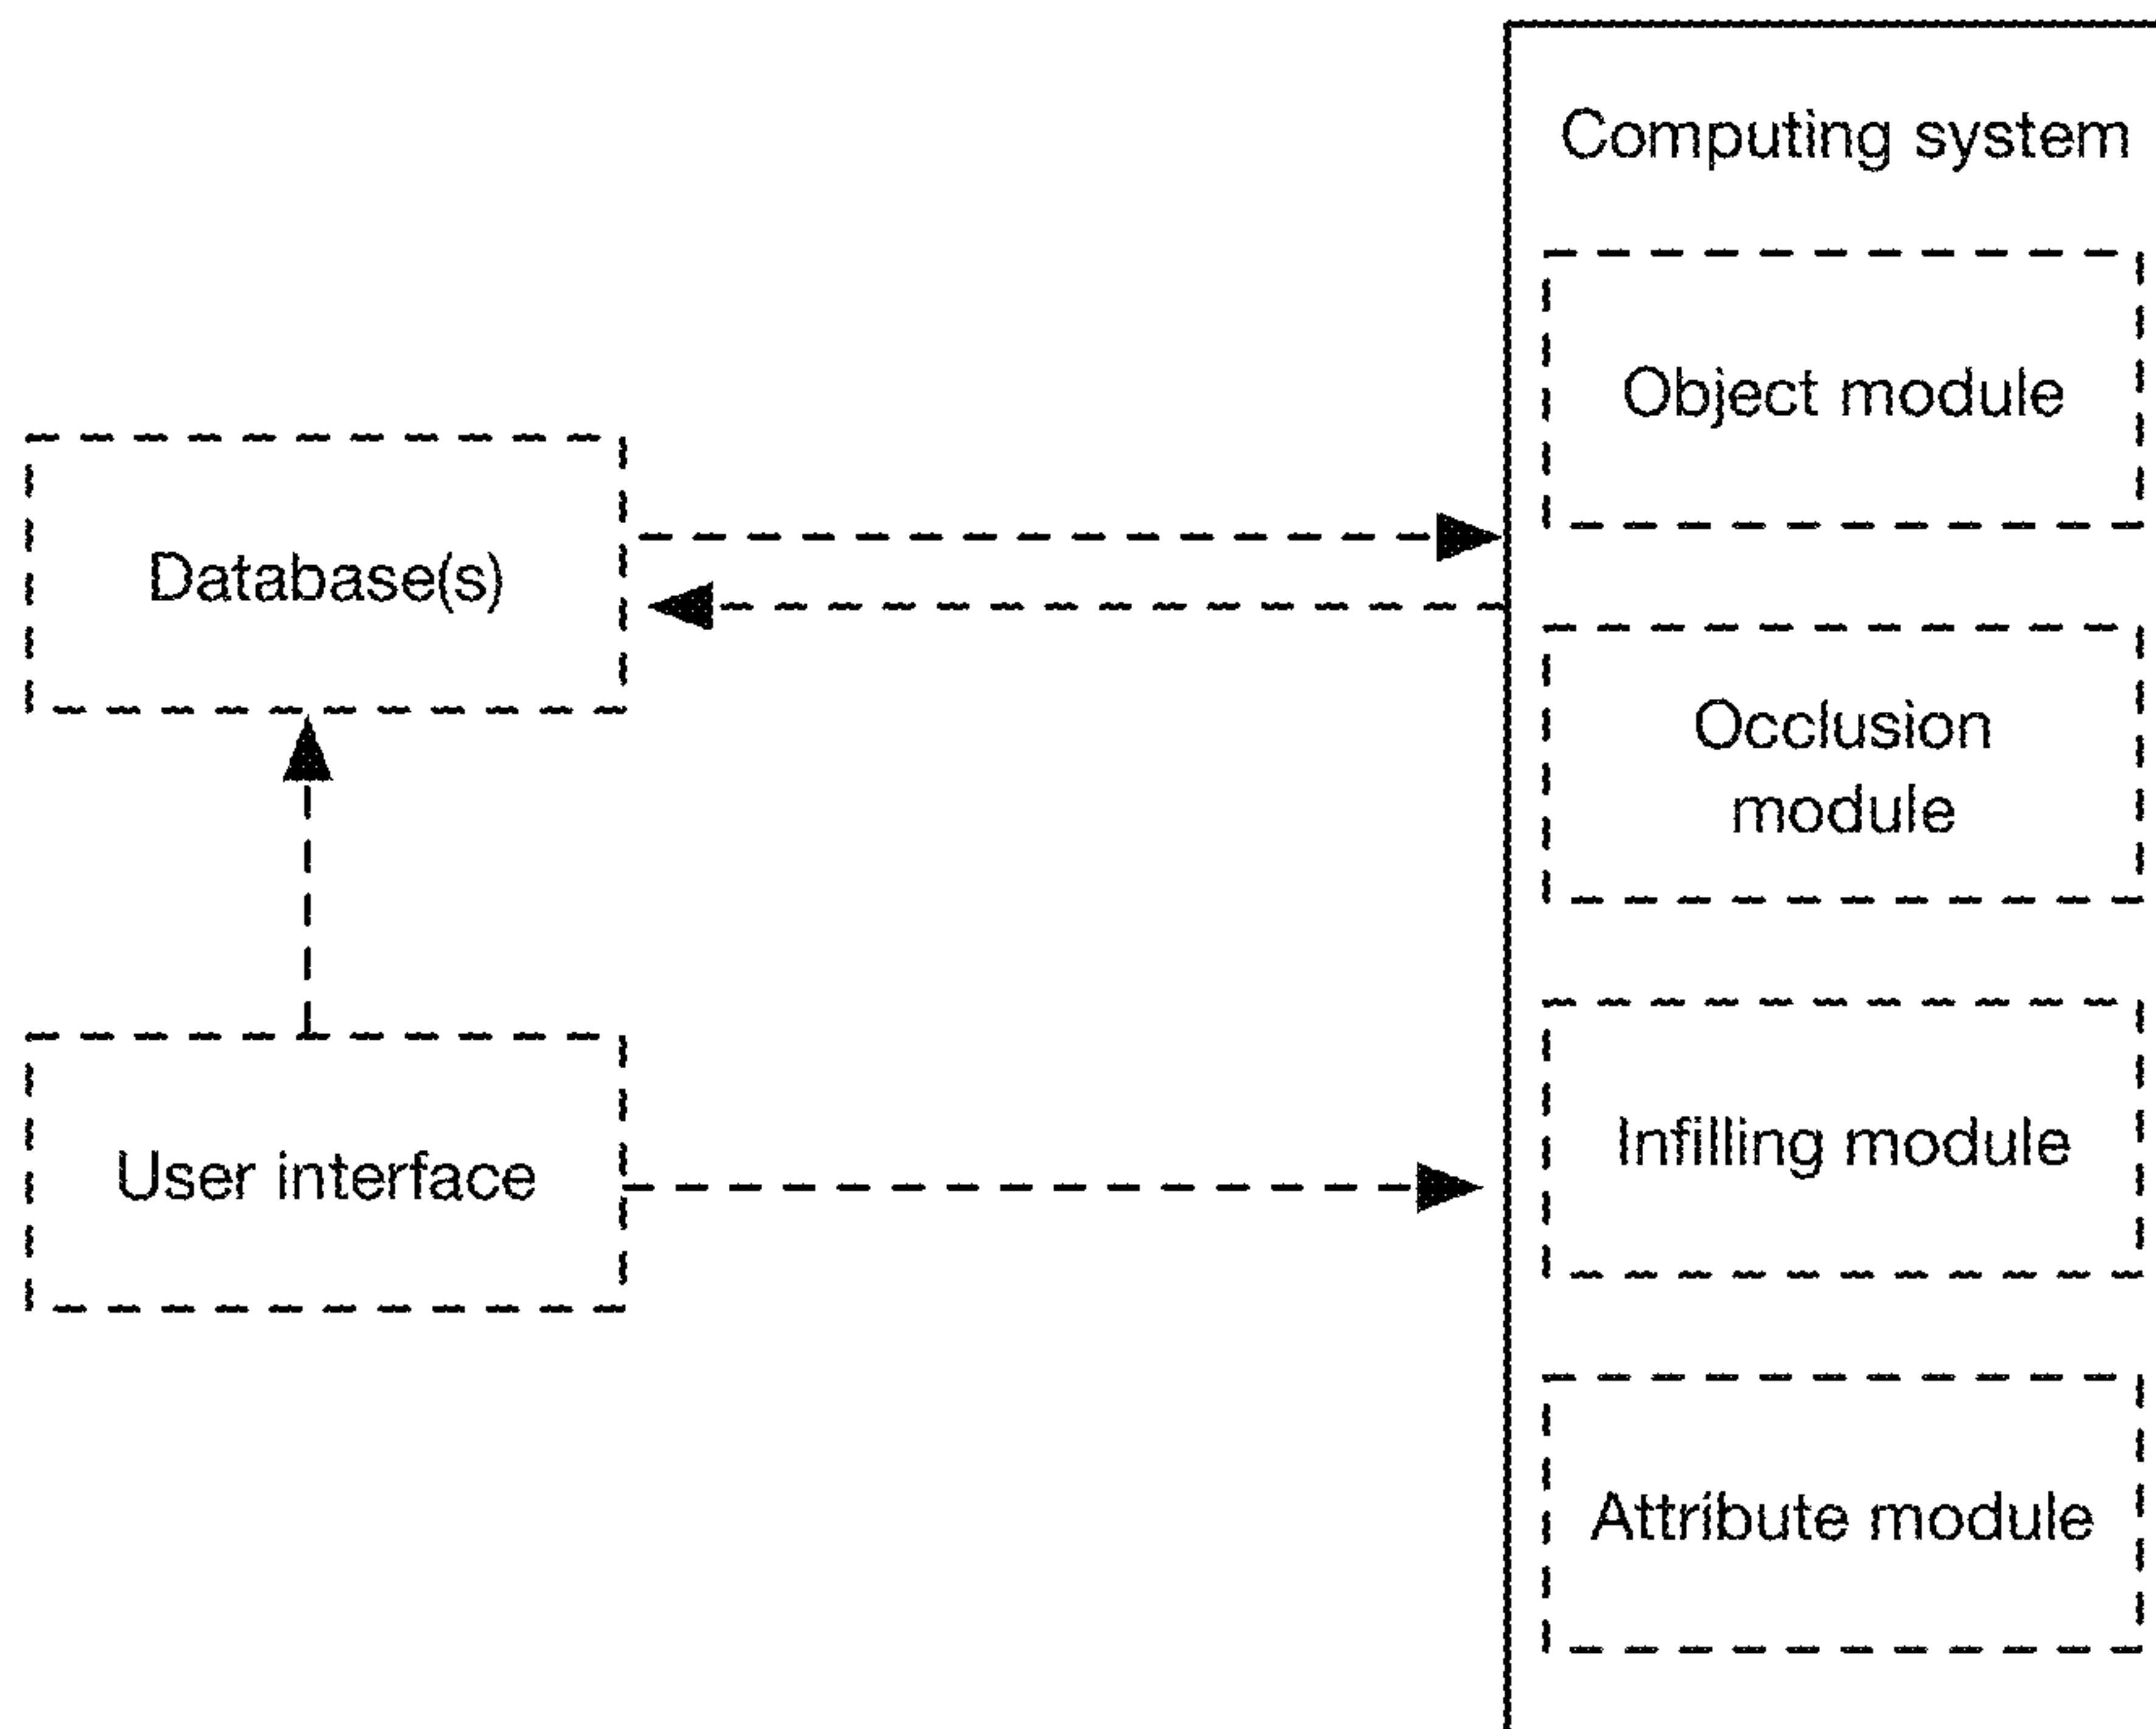 Computing system
Object module
Database(s)
Occlusion
module
User interface
Infilling module
Attribute module